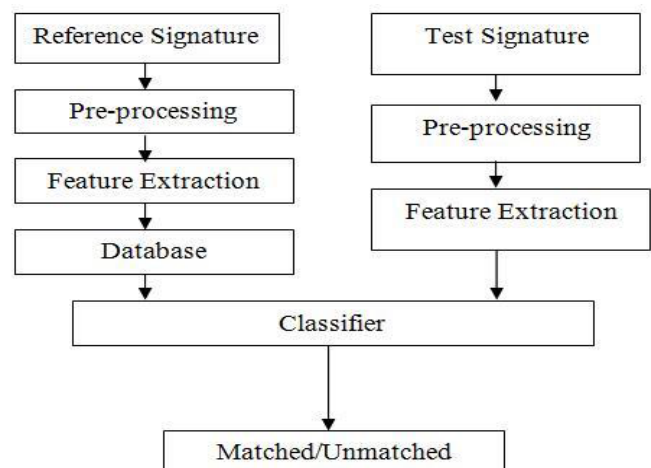 Reference Signature
Test Signature
Pre-processing
Pre-processing
Feature Extraction
Feature Extraction
Database
Classifier
Matched/Unmatched